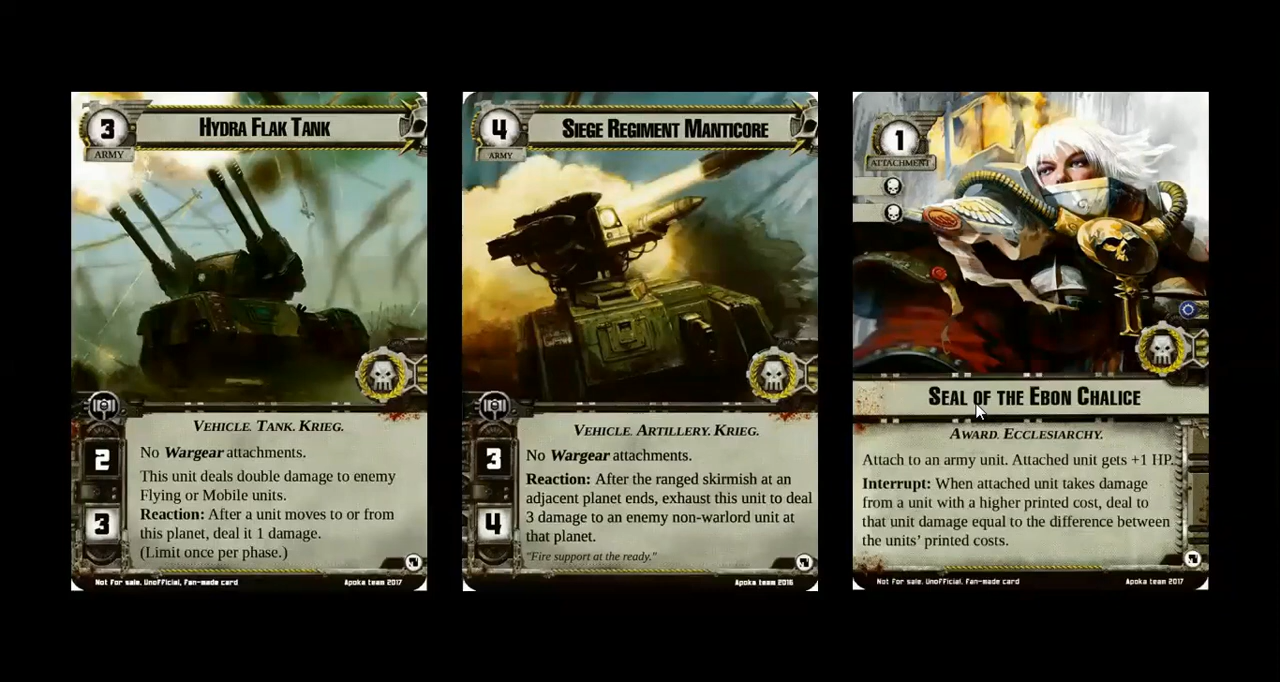 3
HYDRA FLAK TANK
ARMY
VEHICLE. TANK. KRIEG.
2
No Wargear attachments.
This unit deals double damage to enemy
Flying or Mobile units.
3
Reaction: After a unit moves to or from
this planet, deal it 1 damage.
(Limit once per phase.)
Not for sale. Unofficial, Fan-made card
Apoka team 2017
4
SIEGE REGIMENT MANTICORE
ARMY
VEHICLE. ARTILLERY. KRIEG.
3
No Wargear attachments.
Reaction: After the ranged skirmish at an
adjacent planet ends, exhaust this unit to deal
4
3 damage to an enemy non-warlord unit at
that planet.
"Fire support at the ready."
Not for sale. Unofficial, Fan-made card
Apoka team 2016
1
ATTACHMENT
SEAL OF THE EBON CHALICE
AWARD. ECCLESIARCHY.
Attach to an army unit. Attached unit gets +1 HP.
Interrupt: When attached unit takes damage
from a unit with a higher printed cost, deal to
that unit damage equal to the difference between
the units' printed costs.
Not for sale. Unofficial, Fan-made card
Apoka team 2017